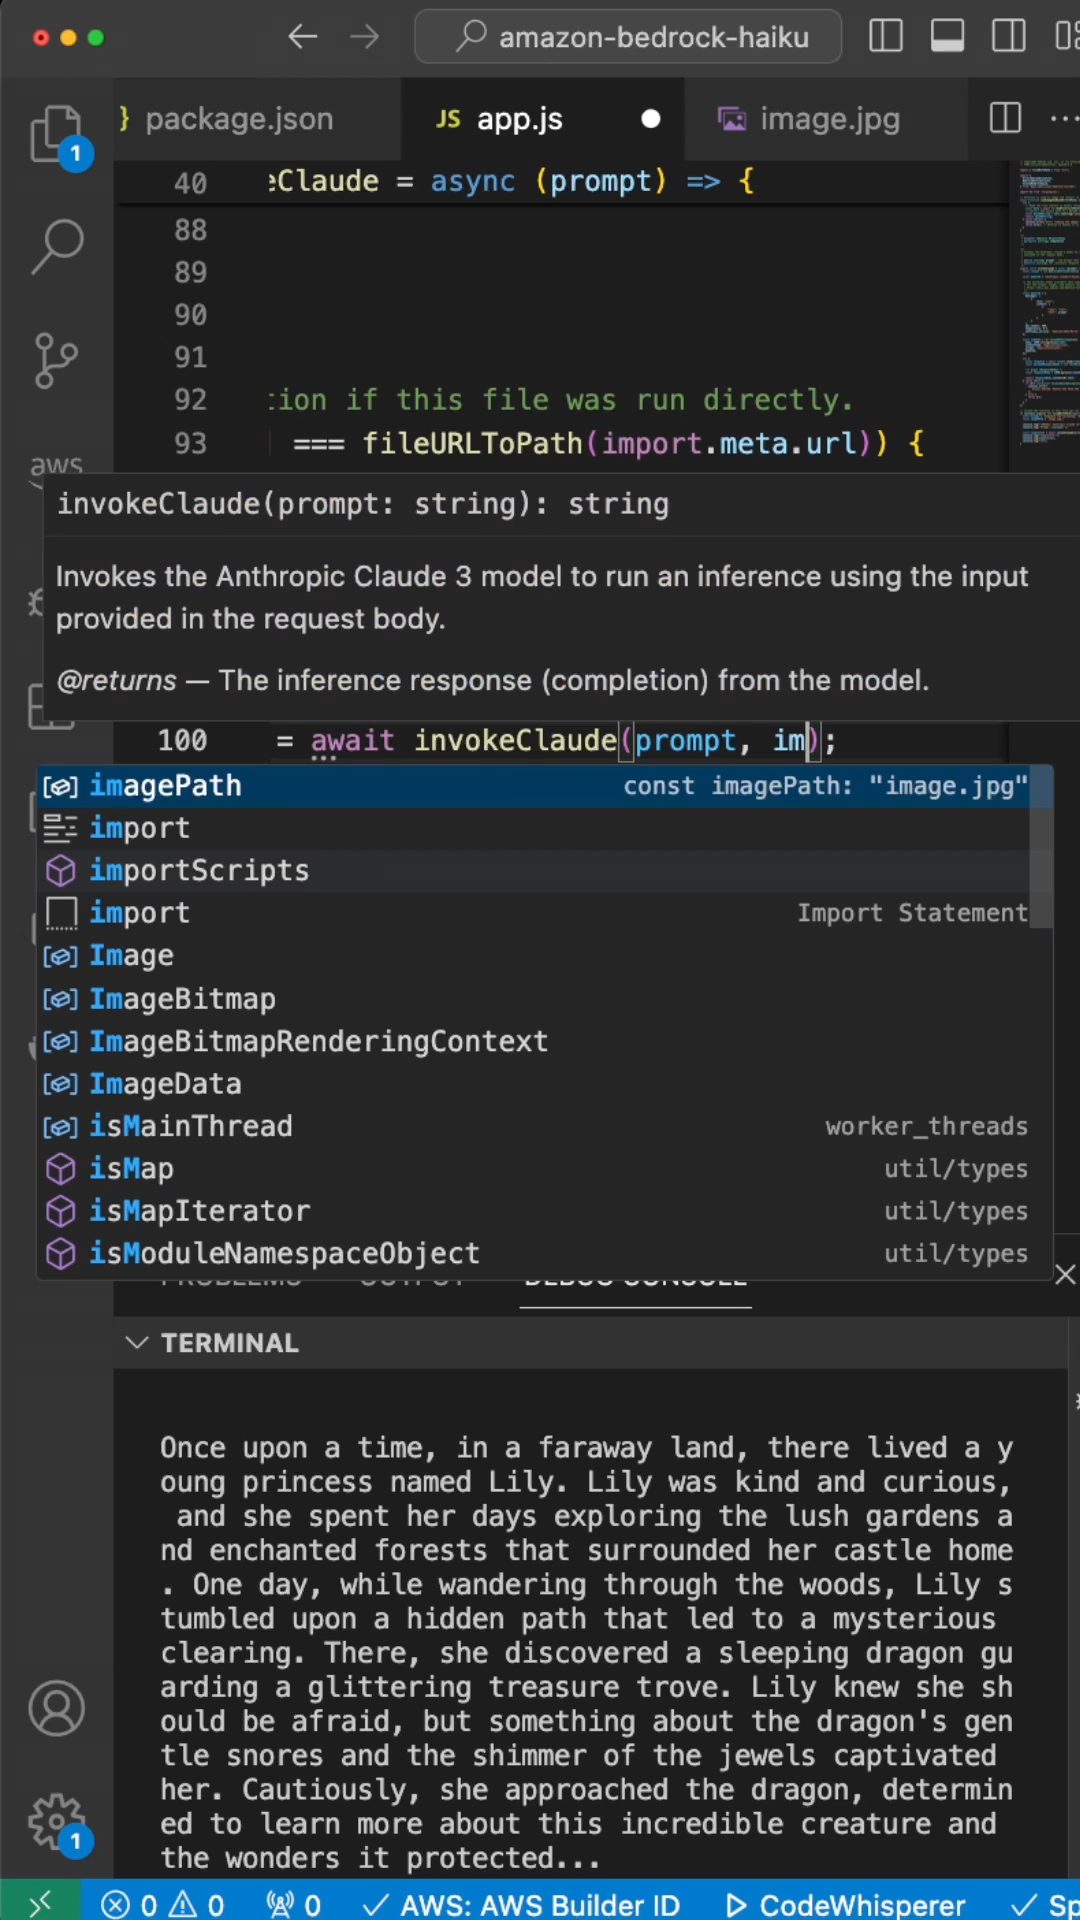 amazon-bedrock-haiku
} package.json
JS app.js
image.jpg
1
40 eClaude = async (prompt) => {
88
89
90
91
92 tion if this file was run directly.
93 === fileURLToPath(import.meta.url)) {
aws
invokeClaude(prompt: string): string
Invokes the Anthropic Claude 3 model to run an inference using the input
provided in the request body.
@returns — The inference response (completion) from the model.
100 = await invokeClaude(prompt, im);
imagePath const imagePath: "image.jpg"
import
importScripts
import Import Statement
Image
ImageBitmap
ImageBitmapRenderingContext
ImageData
isMainThread worker_threads
isMap util/types
isMapIterator util/types
isModuleNamespaceObject util/types
PROBLEMS OUTPUT DEBUG CONSOLE
TERMINAL
Once upon a time, in a faraway land, there lived a y
oung princess named Lily. Lily was kind and curious,
and she spent her days exploring the lush gardens a
nd enchanted forests that surrounded her castle home
. One day, while wandering through the woods, Lily s
tumbled upon a hidden path that led to a mysterious
clearing. There, she discovered a sleeping dragon gu
arding a glittering treasure trove. Lily knew she sh
ould be afraid, but something about the dragon's gen
tle snores and the shimmer of the jewels captivated
her. Cautiously, she approached the dragon, determin
ed to learn more about this incredible creature and
the wonders it protected...
1
0 0 0 AWS: AWS Builder ID CodeWhisperer Sp